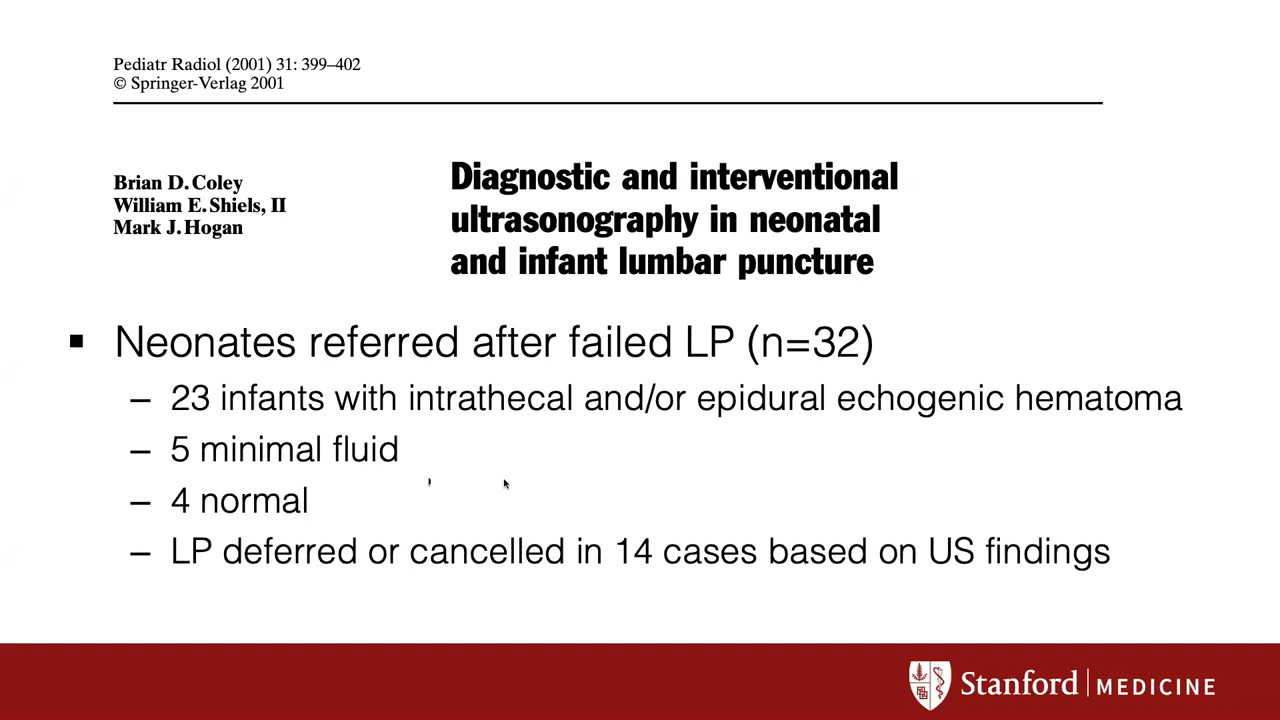 Pediatr Radiol (2001) 31: 399–402
© Springer-Verlag 2001
Brian D. Coley
William E. Shiels, II
Mark J. Hogan
Diagnostic and interventional
ultrasonography in neonatal
and infant lumbar puncture
▪ Neonates referred after failed LP (n=32)
– 23 infants with intrathecal and/or epidural echogenic hematoma
– 5 minimal fluid
– 4 normal
– LP deferred or cancelled in 14 cases based on US findings
Stanford | MEDICINE